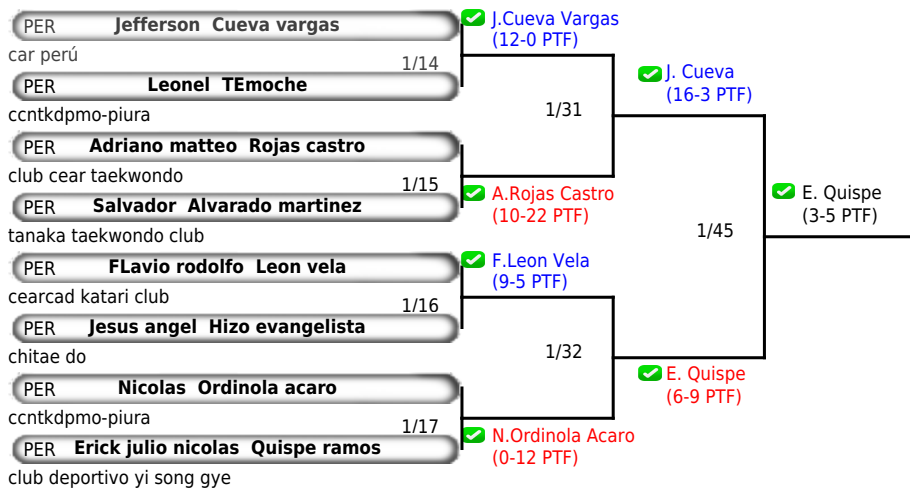 PER Jefferson Cueva vargas
car perú
1/14
PER Leonel TEmoche
ccntkdpmo-piura
PER Adriano matteo Rojas castro
club cear taekwondo
1/15
PER Salvador Alvarado martinez
tanaka taekwondo club
PER FLavio rodolfo Leon vela
cearcad katari club
1/16
PER Jesus angel Hizo evangelista
chitae do
PER Nicolas Ordinola acaro
ccntkdpmo-piura
1/17
PER Erick julio nicolas Quispe ramos
club deportivo yi song gye
J.Cueva Vargas
(12-0 PTF)
1/31
A.Rojas Castro
(10-22 PTF)
F.Leon Vela
(9-5 PTF)
1/32
N.Ordinola Acaro
(0-12 PTF)
J. Cueva
(16-3 PTF)
1/45
E. Quispe
(6-9 PTF)
E. Quispe
(3-5 PTF)